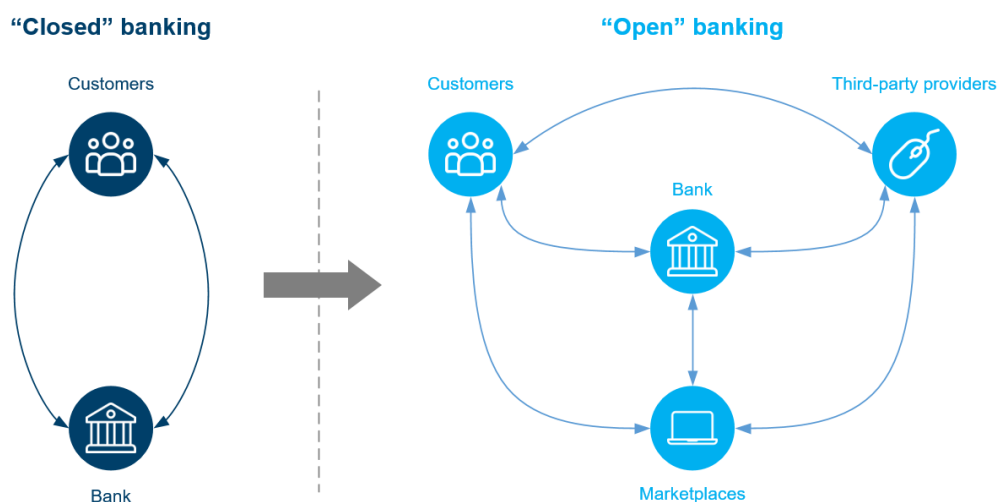 “Closed” banking
Customers
Bank
“Open” banking
Customers
Third-party providers
Bank
Marketplaces